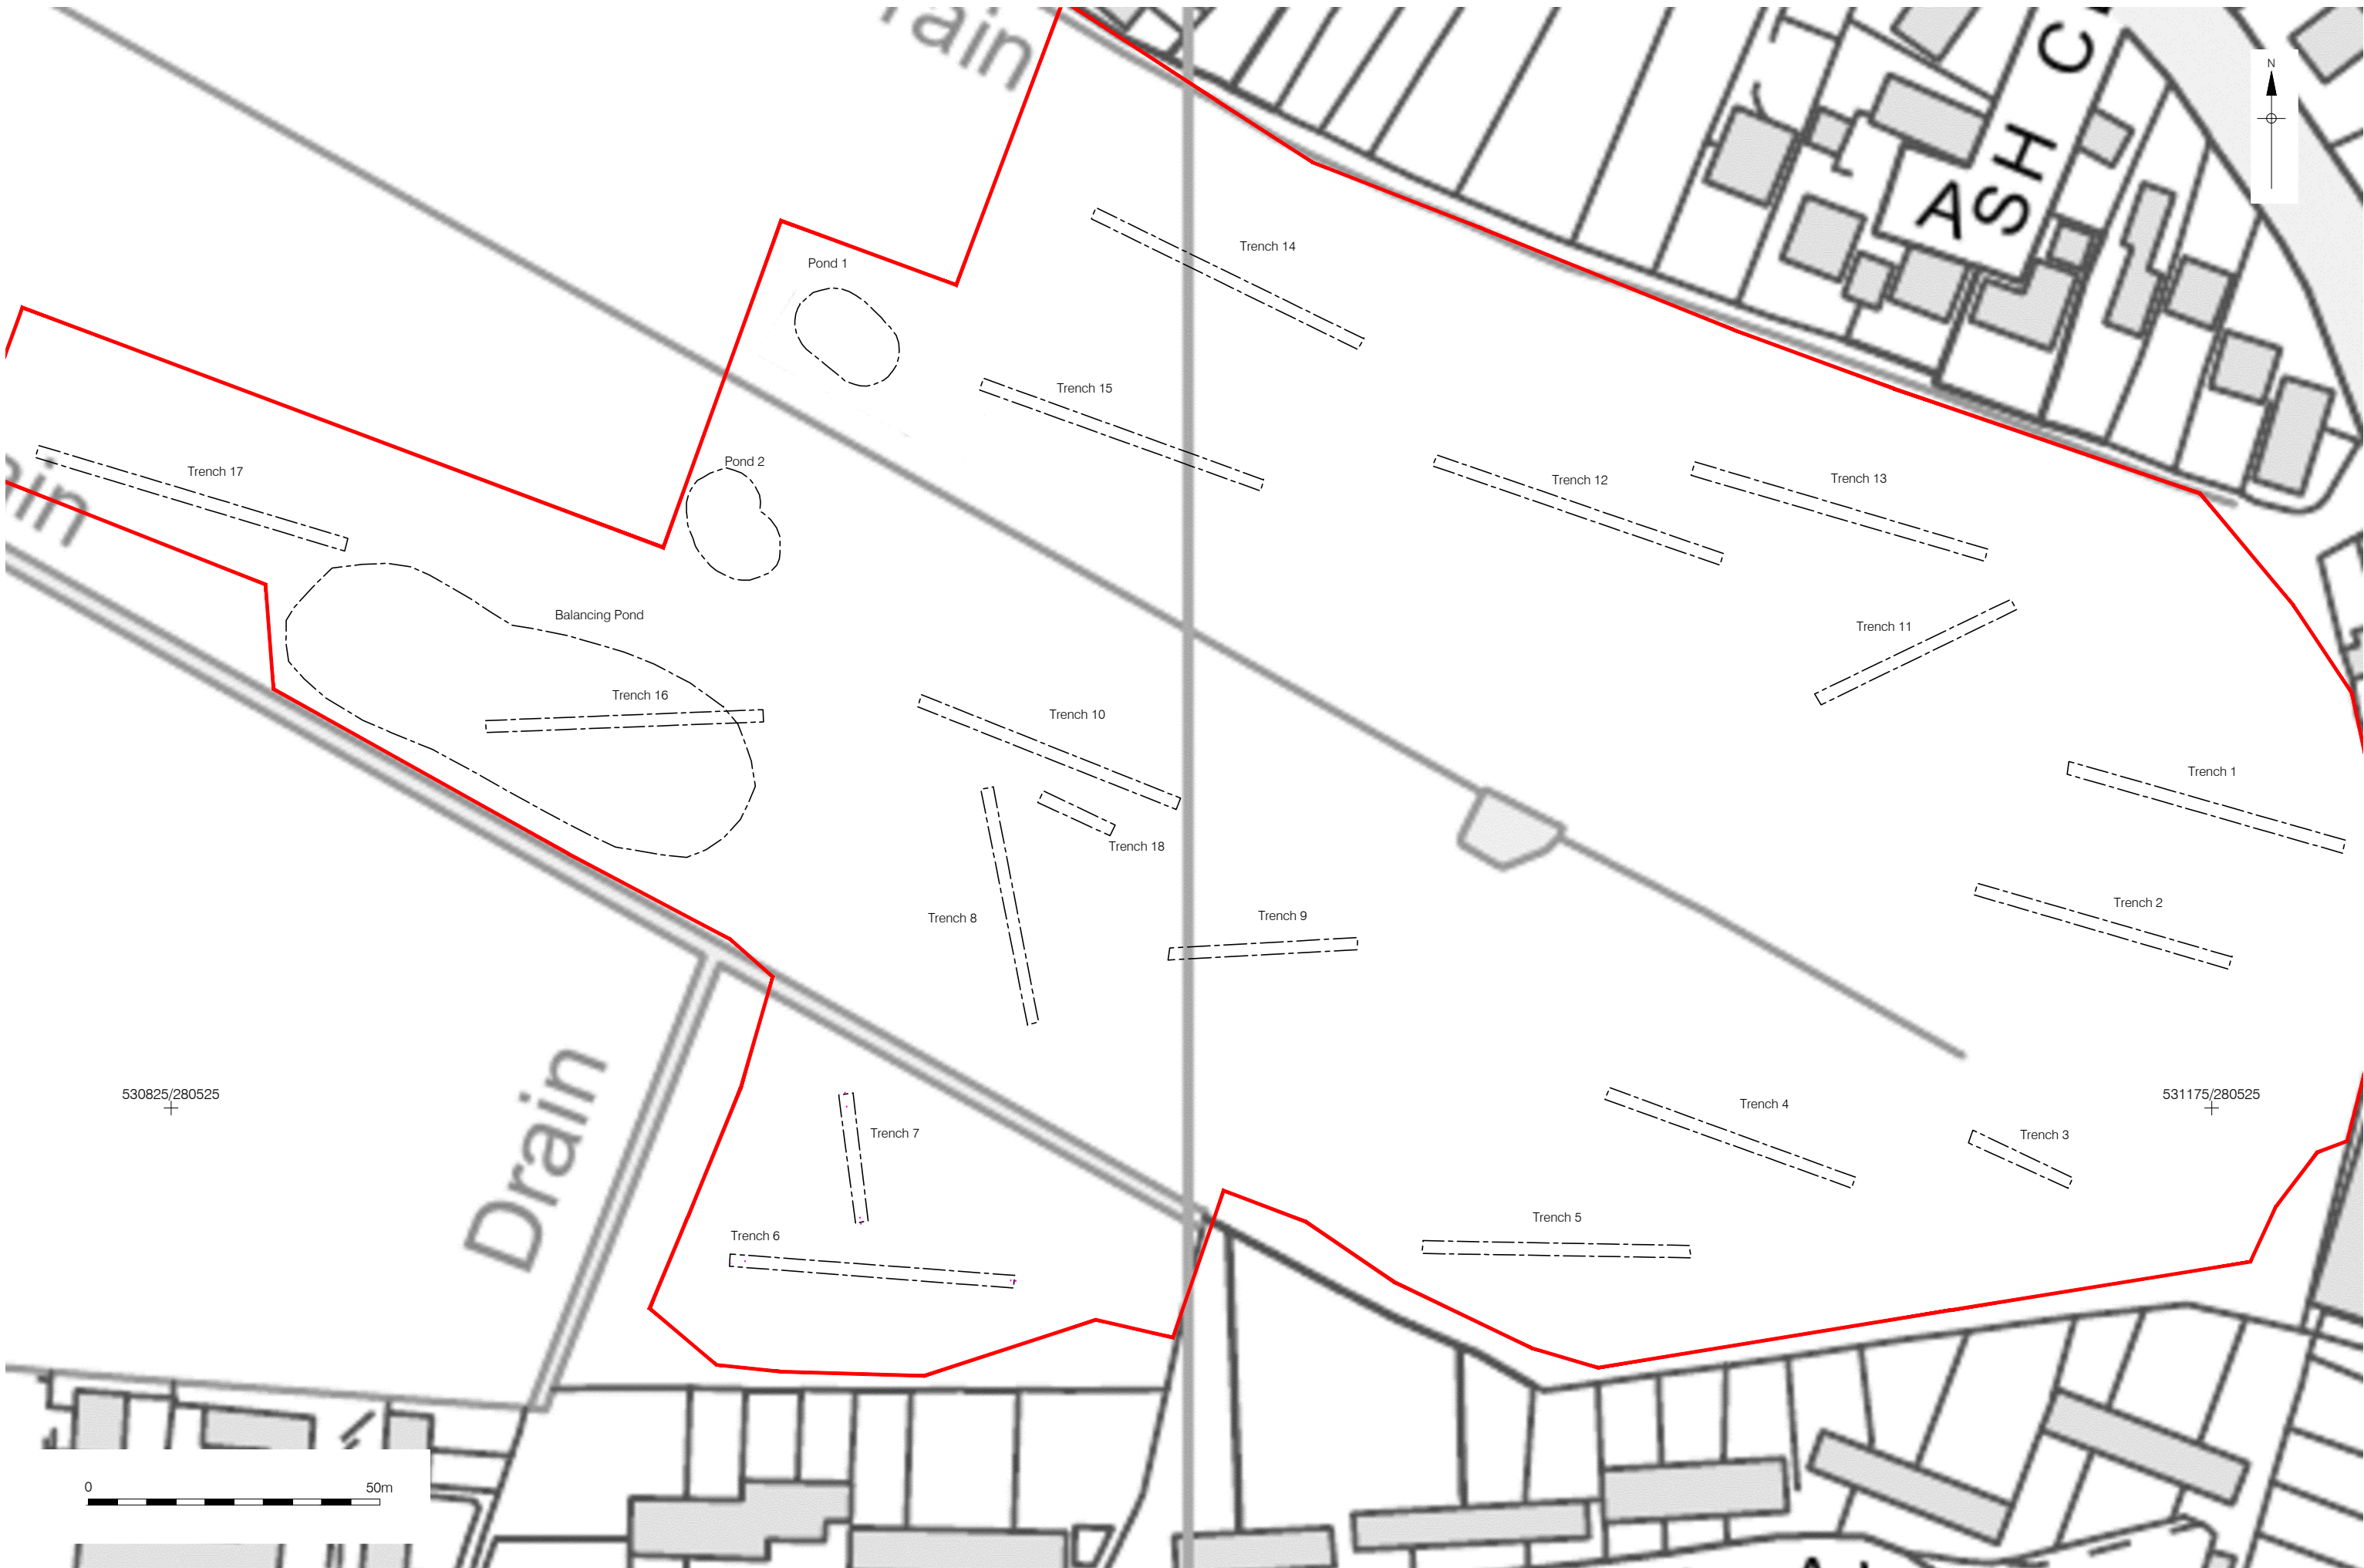 rain
ASH C
N
Trench 14
Pond 1
Trench 15
Pond 2
Trench 17
Trench 12
Trench 13
ain
Balancing Pond
Trench 11
Trench 16
Trench 10
Trench 1
Trench 18
Trench 8
Trench 9
Trench 2
530825/280525
531175/280525
Drain
Trench 7
Trench 4
Trench 3
Trench 6
Trench 5
0 50m